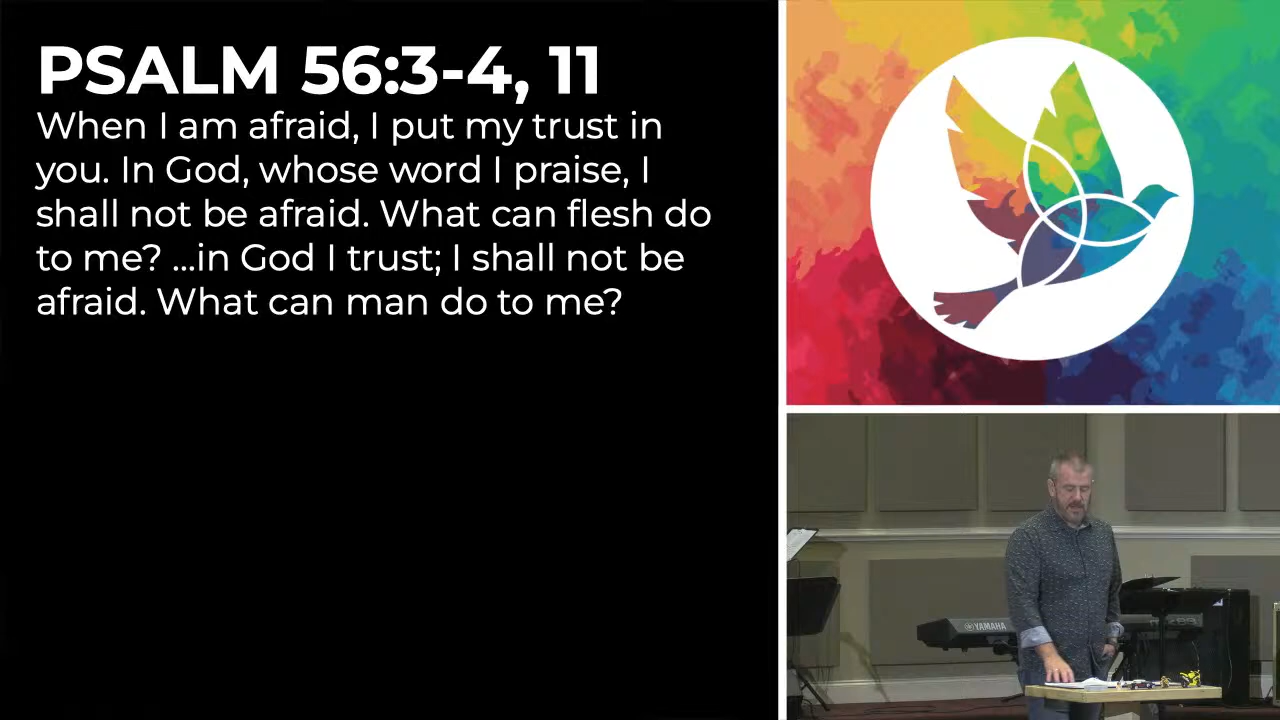 PSALM 56:3-4, 11
When I am afraid, I put my trust in
you. In God, whose word I praise, I
shall not be afraid. What can flesh do
to me? ...in God I trust; I shall not be
afraid. What can man do to me?
YAMAHA